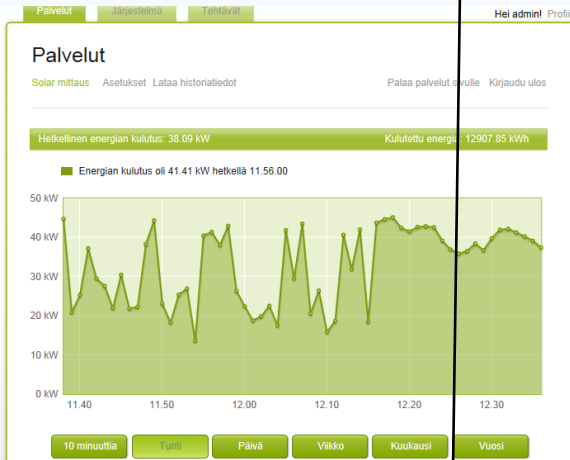 Palvelut Järjestelmä Tehtävät Hei admin! Profii
Palvelut
Solar mittaus Asetukset Lataa historiatiedot Palaa palvelut sivulle Kirjaudu ulos
Hetkellinen energian kulutus: 38.09 kW Kulutettu energia: 12907.85 kWh
Energian kulutus oli 41.41 kW hetkellä 11.56.00
50 kW
40 kW
30 kW
20 kW
10 kW
0 kW
11.40 11.50 12.00 12.10 12.20 12.30
10 minuuttia Tunti Päivä Viikko Kuukausi Vuosi